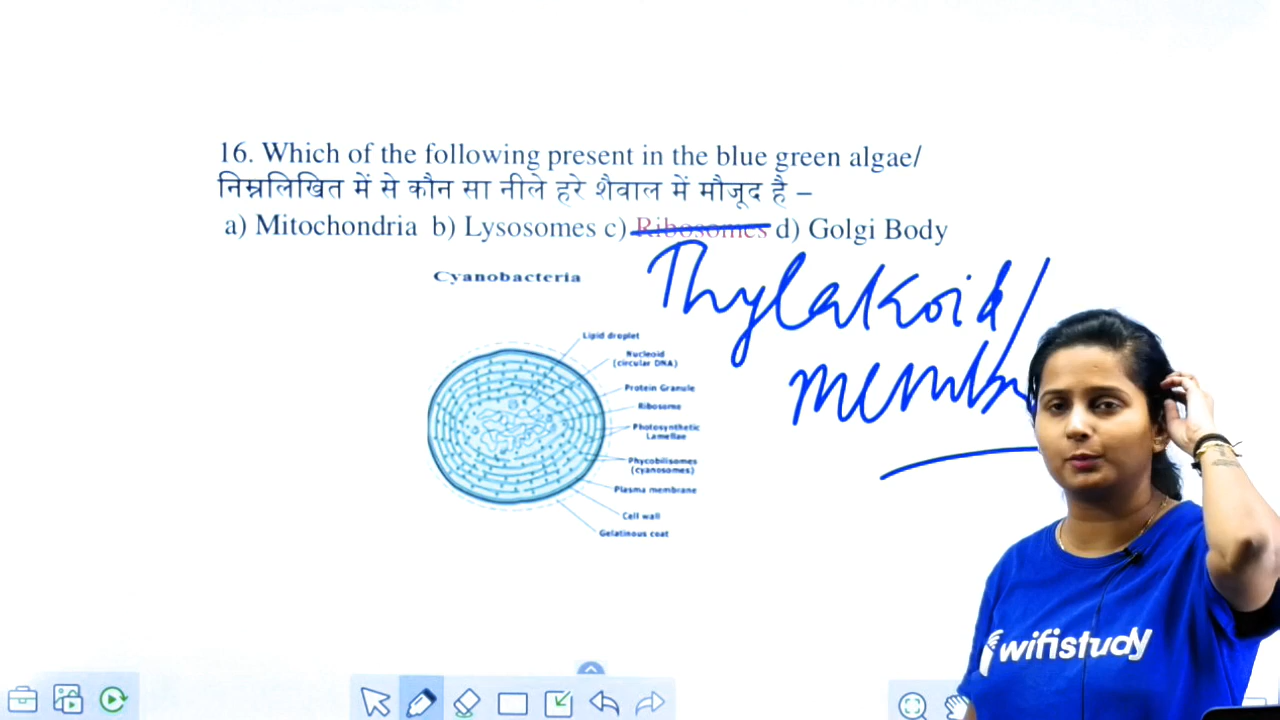 16. Which of the following present in the blue green algae/
निम्नलिखित में से कौन सा नीले हरे शैवाल में मौजूद है –
a) Mitochondria b) Lysosomes c) Ribosomes d) Golgi Body
Cyanobacteria
Thylakoid/
membr
Lipid droplet
Nucleoid
(circular DNA)
Protein Granule
Ribosome
Photosynthetic
Lamellae
Phycobilisomes
(cyanosomes)
Plasma membrane
Cell wall
Gelatinous coat
wifistudy